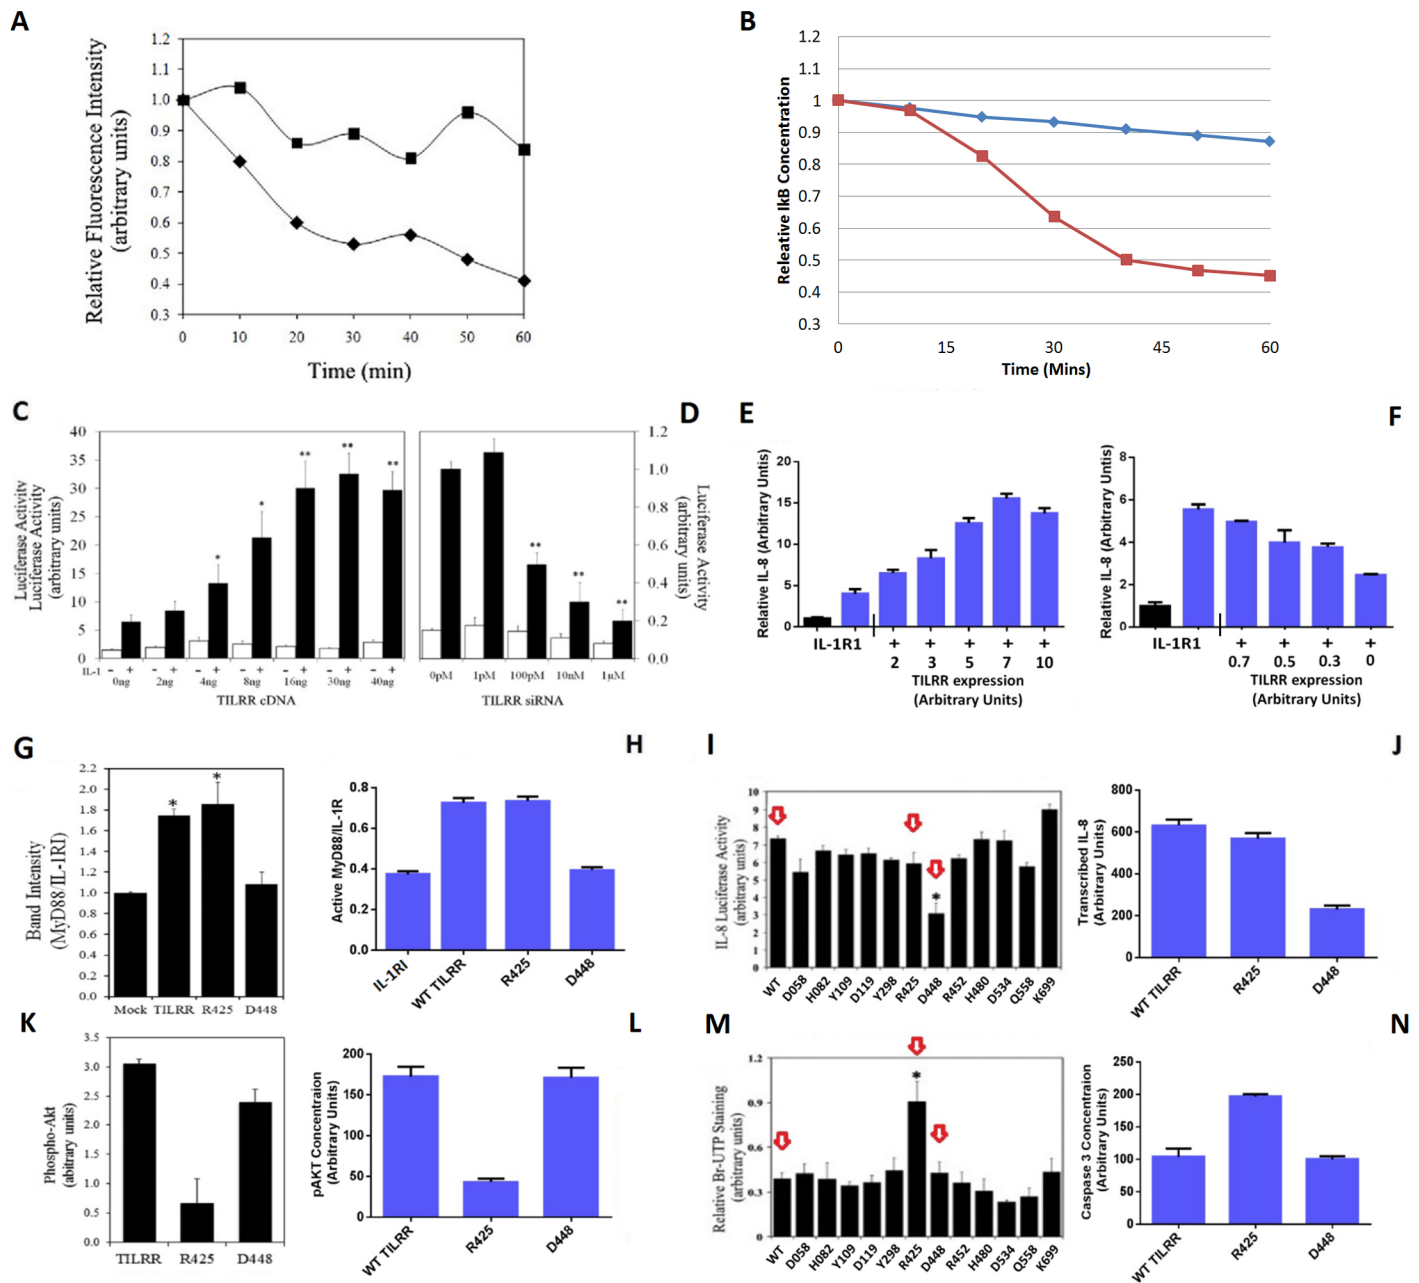 A
Relative Fluorescence Intensity
(arbitrary units)
1.2
1.1
1.0
0.9
0.8
0.7
0.6
0.5
0.4
0.3
0 10 20 30 40 50 60
Time (min)
B
Releative IkB Concentration
1.2
1.1
1
0.9
0.8
0.7
0.6
0.5
0.4
0.3
0 15 30 45 60
Time (Mins)
C
Luciferase Activity
Luciferase Activity
(arbitrary units)
40
35
30
25
20
15
10
5
0
* * ** ** **
IL-1 - + - + - + - + - + - + - +
0ng 2ng 4ng 8ng 16ng 30ng 40ng
TILRR cDNA
D
1.2
1.0
0.8
0.6
0.4
0.2
0.0
Luciferase Activity
(arbitrary units)
** ** **
0pM 1pM 100pM 10nM 1µM
TILRR siRNA
E
Relative IL-8 (Arbitrary Untis)
20
15
10
5
0
IL-1R1 + + + + +
2 3 5 7 10
TILRR expression
(Arbitrary Units)
F
Relative IL-8 (Arbitrary Units)
8
6
4
2
0
IL-1R1 + + + +
0.7 0.5 0.3 0
TILRR expression
(Arbitrary Units)
G
Band Intensity
(MyD88/IL-1RI)
2.2
2.0
1.8
1.6
1.4
1.2
1.0
0.8
0.6
0.4
0.2
0.0
* *
Mock TILRR R425 D448
H
Active MyD88/IL-1R
0.8
0.6
0.4
0.2
0.0
IL-1RI WT TILRR R425 D448
I
IL-8 Luciferase Activity
(arbitrary units)
10
9
8
7
6
5
4
3
2
1
0
*
WT D058 H082 Y109 D119 Y298 R425 D448 R452 H480 D534 Q558 K699
J
Transcribed IL-8
(Arbitrary Units)
800
600
400
200
0
WT TILRR R425 D448
K
Phospho-Akt
(abitrary units)
3.5
3.0
2.5
2.0
1.5
1.0
0.5
0.0
TILRR R425 D448
L
pAKT Concentraion
(Arbitrary Units)
200
150
100
50
0
WT TILRR R425 D448
M
Relative Br-UTP Staining
(arbitrary units)
1.2
0.9
0.6
0.3
0
*
WT D058 H082 Y109 D119 Y298 R425 D448 R452 H480 D534 Q558 K699
N
Caspase 3 Concentraion
(Arbitrary Units)
250
200
150
100
50
0
WT TILRR R425 D448